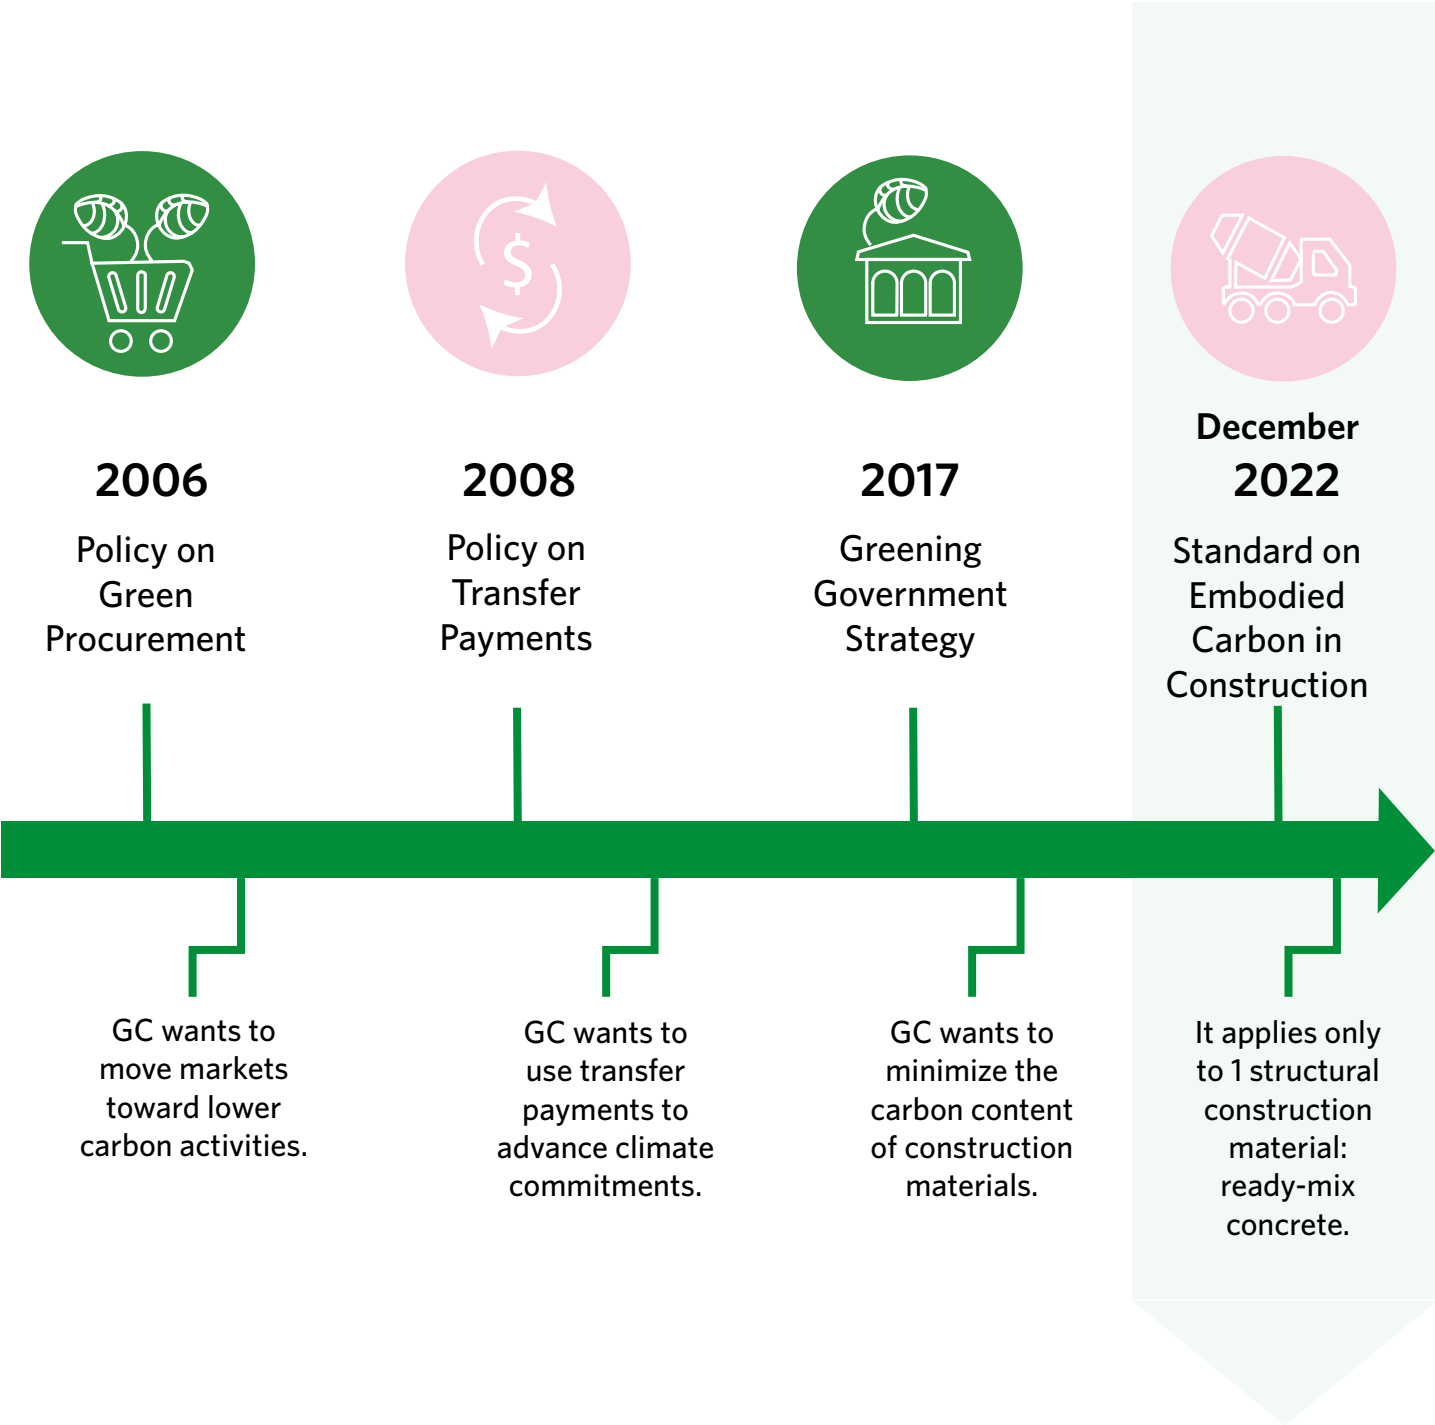 2006
Policy on
Green
Procurement
2008
Policy on
Transfer
Payments
2017
Greening
Government
Strategy
December
2022
Standard on
Embodied
Carbon in
Construction
GC wants to
move markets
toward lower
carbon activities.
GC wants to
use transfer
payments to
advance climate
commitments.
GC wants to
minimize the
carbon content
of construction
materials.
It applies only
to 1 structural
construction
material:
ready-mix
concrete.
$